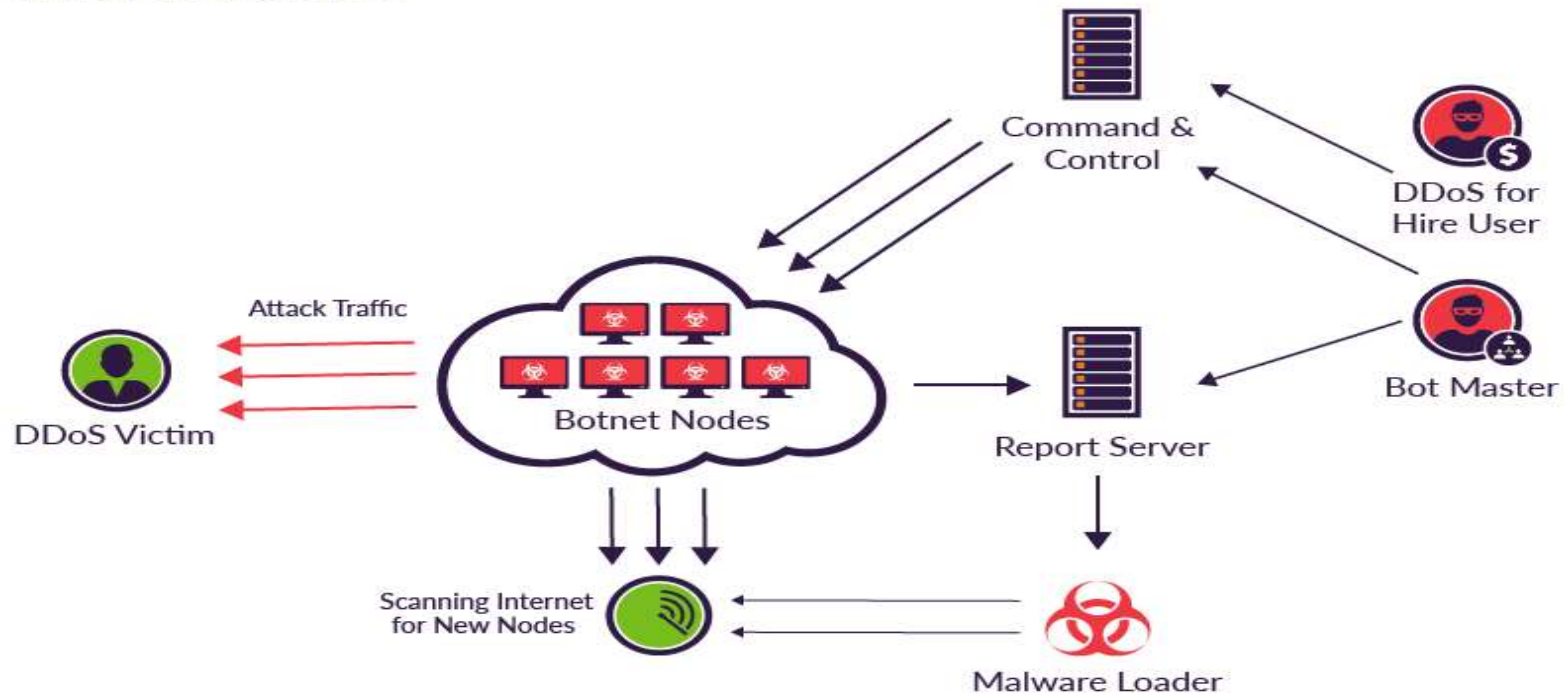 Command &
Control
DDoS for
Hire User
Attack Traffic
DDoS Victim
Botnet Nodes
Report Server
Bot Master
Scanning Internet
for New Nodes
Malware Loader